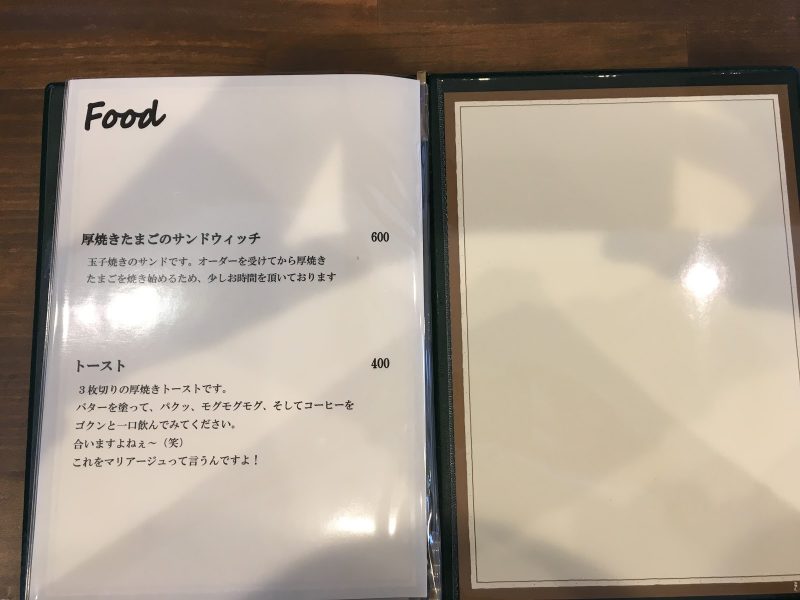 Food
厚焼きたまごのサンドウィッチ 600
玉子焼きのサンドです。オーダーを受けてから厚焼き
たまごを焼き始めるため、少しお時間を頂いております
トースト 400
３枚切りの厚焼きトーストです。
バターを塗って、パクッ、モグモグモグ、そしてコーヒーを
ゴクンと一口飲んでみてください。
合いますよねぇ～（笑）
これをマリアージュって言うんですよ！